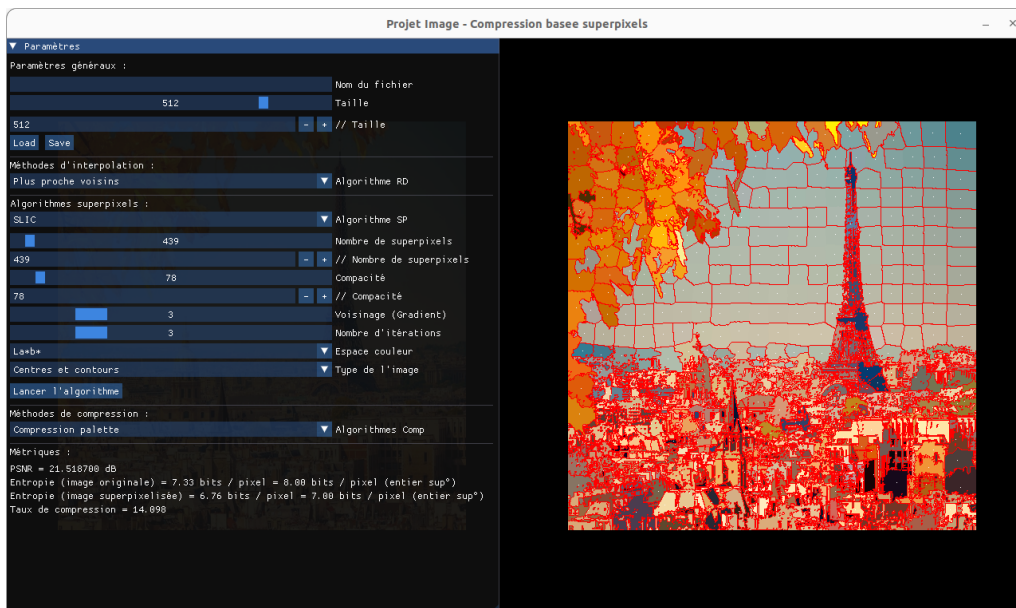 Projet Image - Compression basee superpixels
Paramètres
Paramètres généraux :
Nom du fichier
512 Taille
512 - + // Taille
Load Save
Méthodes d'interpolation :
Plus proche voisins Algorithme RD
Algorithmes superpixels :
SLIC Algorithme SP
439 Nombre de superpixels
439 - + // Nombre de superpixels
78 Compacité
78 - + // Compacité
3 Voisinage (Gradient)
3 Nombre d'itérations
La*b* Espace couleur
Centres et contours Type de l'image
Lancer l'algorithme
Méthodes de compression :
Compression palette Algorithmes Comp
Métriques :
PSNR = 21.518700 dB
Entropie (image originale) = 7.33 bits / pixel = 8.00 bits / pixel (entier sup°)
Entropie (image superpixelisée) = 6.76 bits / pixel = 7.00 bits / pixel (entier sup°)
Taux de compression = 14.098